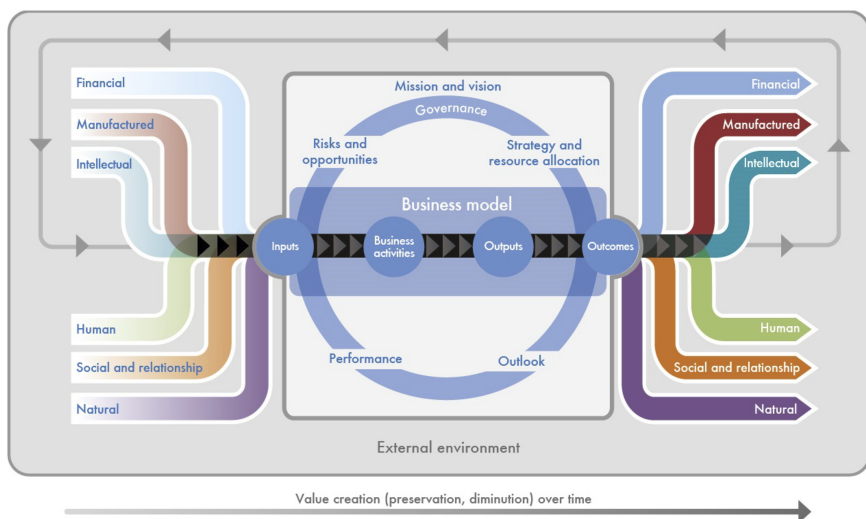 Financial
Manufactured
Intellectual
Human
Social and relationship
Natural
Mission and vision
Governance
Risks and
opportunities
Strategy and
resource allocation
Business model
Inputs
Business
activities
Outputs
Outcomes
Performance
Outlook
Financial
Manufactured
Intellectual
Human
Social and relationship
Natural
External environment
Value creation (preservation, diminution) over time